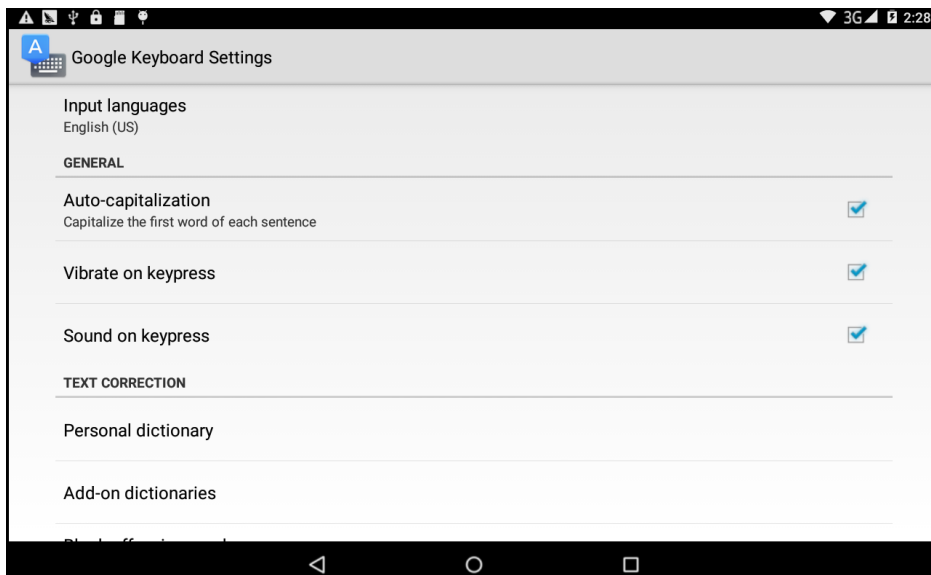 3G 2:28
A
Google Keyboard Settings
Input languages
English (US)
GENERAL
Auto-capitalization
Capitalize the first word of each sentence
Vibrate on keypress
Sound on keypress
TEXT CORRECTION
Personal dictionary
Add-on dictionaries